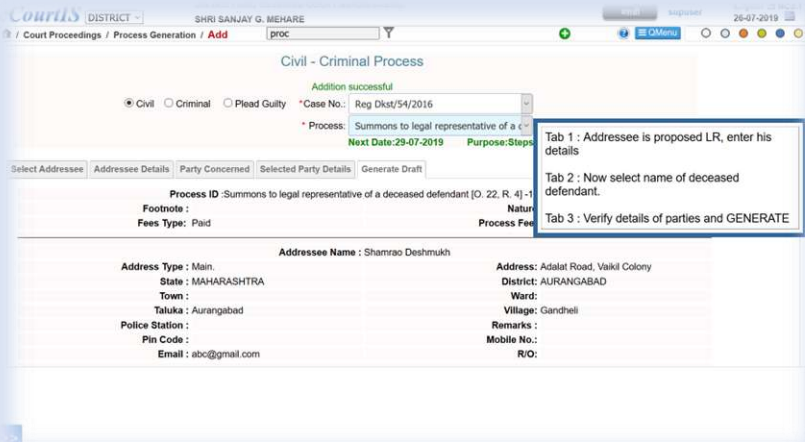 CourtIS DISTRICT
SHRI SANJAY G. MEHARE
supuser
26-07-2019
/ Court Proceedings / Process Generation / Add
proc
QMenu
Civil - Criminal Process
Addition successful
Civil Criminal Plead Guilty *Case No.: Reg Dkst/54/2016
* Process: Summons to legal representative of a
Next Date:29-07-2019 Purpose:Steps
Tab 1 : Addressee is proposed LR, enter his
details
Tab 2 : Now select name of deceased
defendant.
Tab 3 : Verify details of parties and GENERATE
Select Addressee Addressee Details Party Concerned Selected Party Details Generate Draft
Process ID :Summons to legal representative of a deceased defendant [O. 22, R. 4] -1
Footnote : Natur
Fees Type: Paid Process Fee
Addressee Name : Shamrao Deshmukh
Address Type : Main. Address: Adalat Road, Vaikil Colony
State : MAHARASHTRA District: AURANGABAD
Town : Ward:
Taluka : Aurangabad Village: Gandheli
Police Station : Remarks :
Pin Code : Mobile No.:
Email : abc@gmail.com R/O: